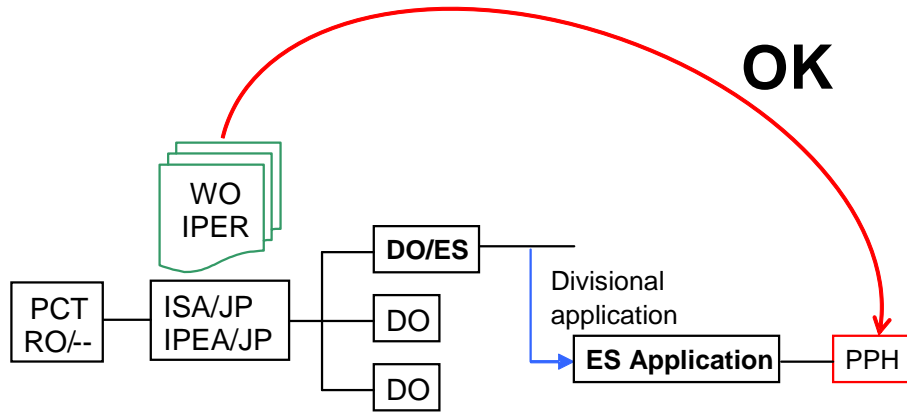 OK
WO
IPER
DO/ES
Divisional
application
PCT
RO/--
ISA/JP
IPEA/JP
DO
ES Application
PPH
DO